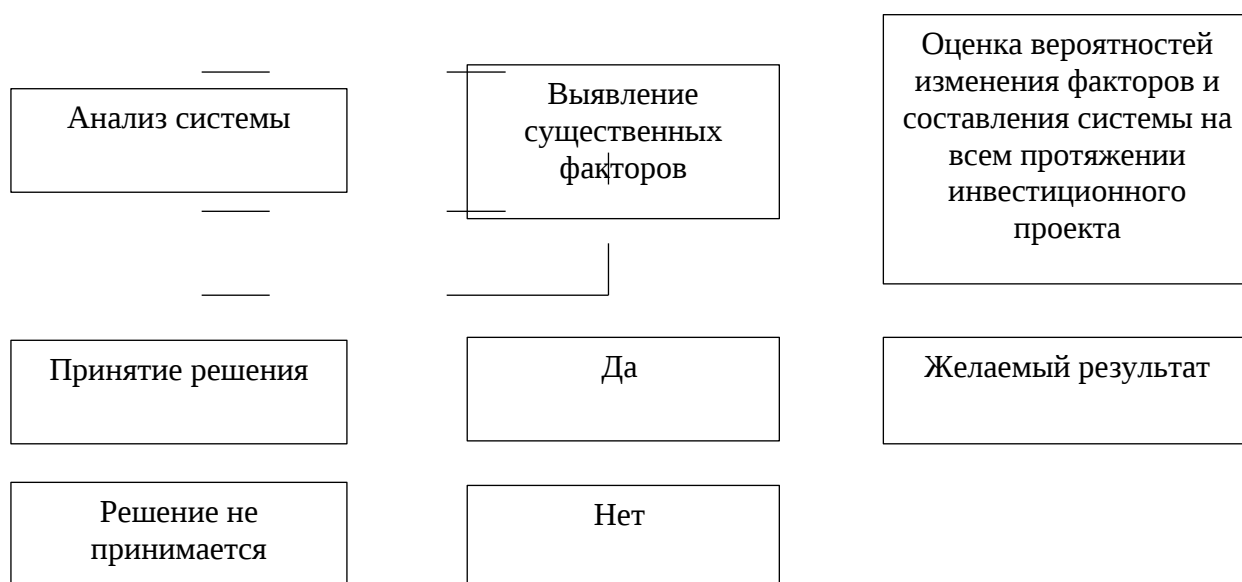 Анализ системы
Выявление
существенных
факторов
Оценка вероятностей
изменения факторов и
составления системы на
всем протяжении
инвестиционного
проекта
Принятие решения
Да
Желаемый результат
Решение не
принимается
Нет